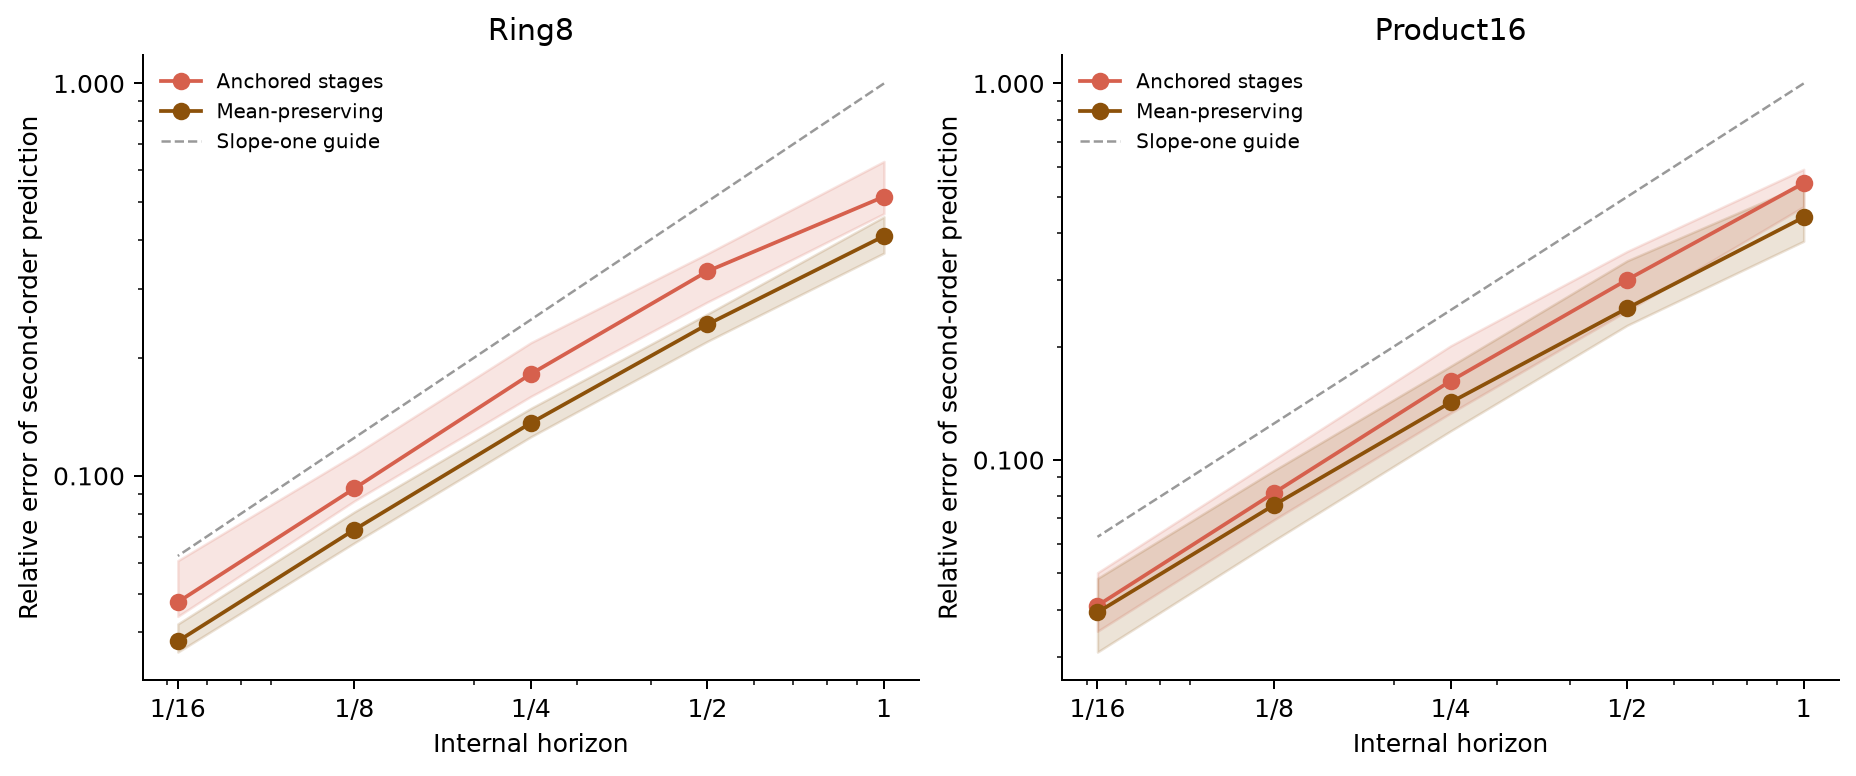 Ring8
Relative error of second-order prediction
1.000
0.100
Anchored stages
Mean-preserving
Slope-one guide
1/16
1/8
1/4
1/2
1
Internal horizon
Product16
Relative error of second-order prediction
1.000
0.100
Anchored stages
Mean-preserving
Slope-one guide
1/16
1/8
1/4
1/2
1
Internal horizon